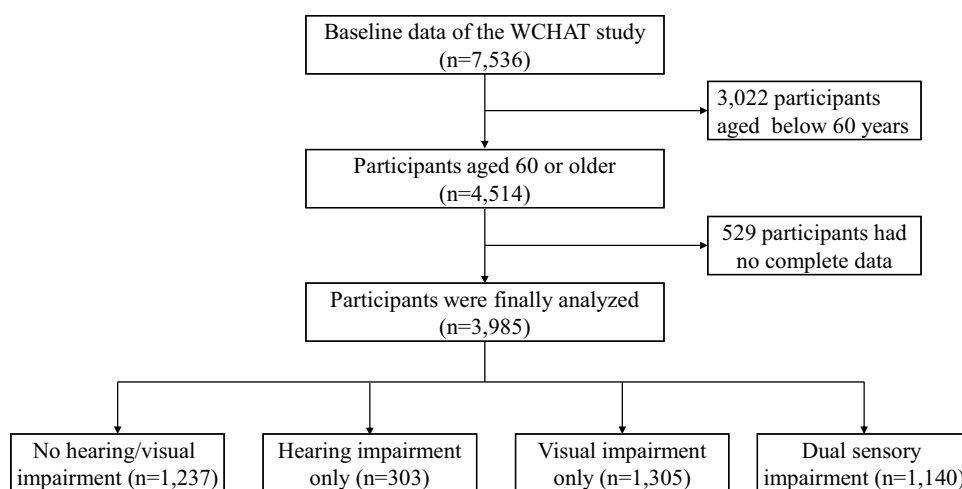 Baseline data of the WCHAT study
(n=7,536)
3,022 participants
aged below 60 years
Participants aged 60 or older
(n=4,514)
529 participants had
no complete data
Participants were finally analyzed
(n=3,985)
No hearing/visual
impairment (n=1,237)
Hearing impairment
only (n=303)
Visual impairment
only (n=1,305)
Dual sensory
impairment (n=1,140)